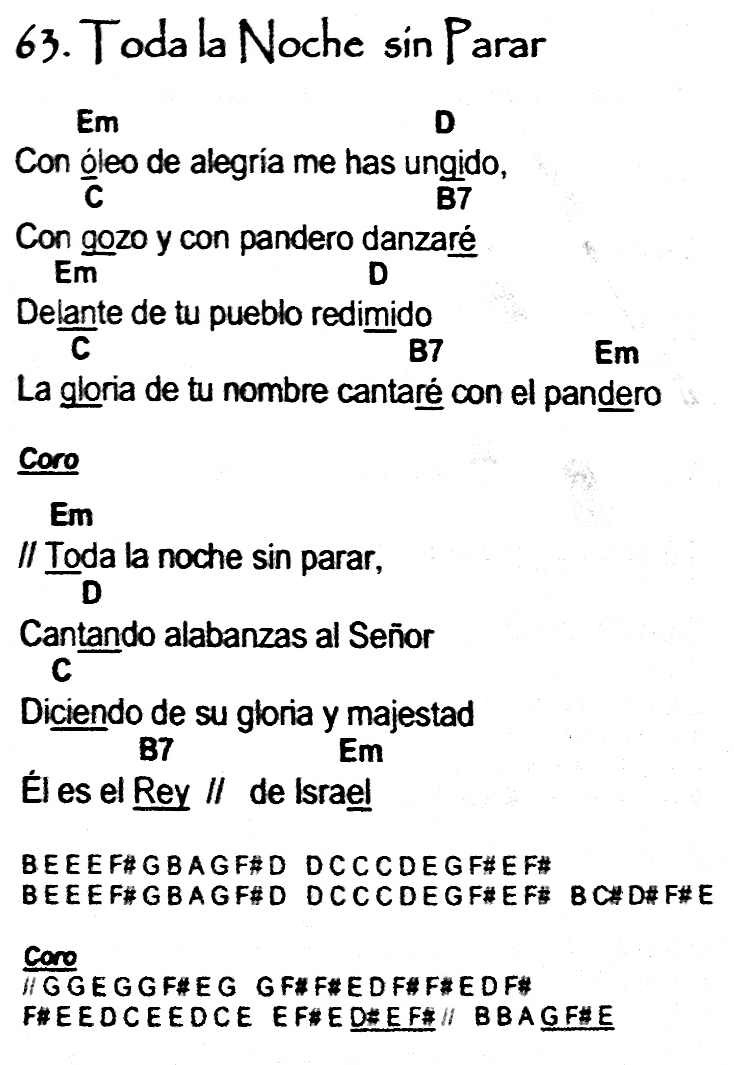 63. Toda la Noche sin Parar
Em D
Con óleo de alegría me has ungido,
C B7
Con gozo y con pandero danzaré
Em D
Delante de tu pueblo redimido
C B7 Em
La gloria de tu nombre cantaré con el pandero
Coro
Em
// Toda la noche sin parar,
D
Cantando alabanzas al Señor
C
Diciendo de su gloria y majestad
B7 Em
Él es el Rey // de Israel
B E E E F# G B A G F# D D C C C D E G F# E F#
B E E E F# G B A G F# D D C C C D E G F# E F# B C# D# F# E
Coro
// G G E G G F# E G G F# F# E D F# F# E D F#
F# E E D C E E D C E E F# E D# E F# // B B A G F# E